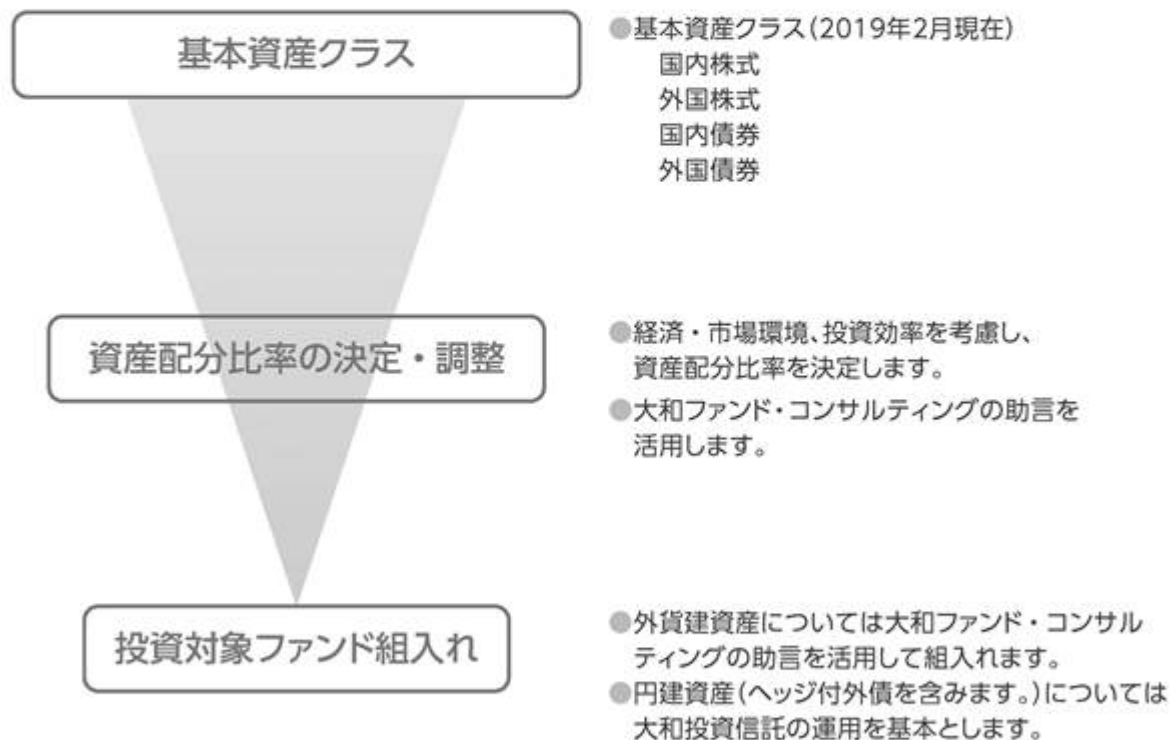 基本資産クラス
●基本資産クラス(2019年2月現在)
国内株式
外国株式
国内債券
外国債券
資産配分比率の決定・調整
●経済・市場環境、投資効率を考慮し、
資産配分比率を決定します。
●大和ファンド・コンサルティングの助言を
活用します。
投資対象ファンド組入れ
●外貨建資産については大和ファンド・コンサル
ティングの助言を活用して組入れます。
●円建資産(ヘッジ付外債を含みます。)については
大和投資信託の運用を基本とします。